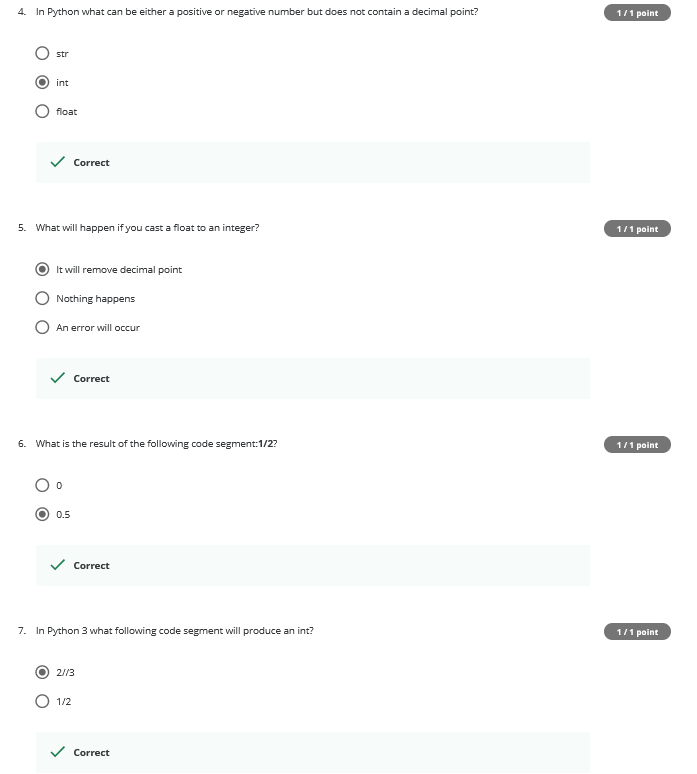 4. In Python what can be either a positive or negative number but does not contain a decimal point?
1 / 1 point
str
int
float
Correct
5. What will happen if you cast a float to an integer?
1 / 1 point
It will remove decimal point
Nothing happens
An error will occur
Correct
6. What is the result of the following code segment:1/2?
1 / 1 point
0
0.5
Correct
7. In Python 3 what following code segment will produce an int?
1 / 1 point
2//3
1/2
Correct